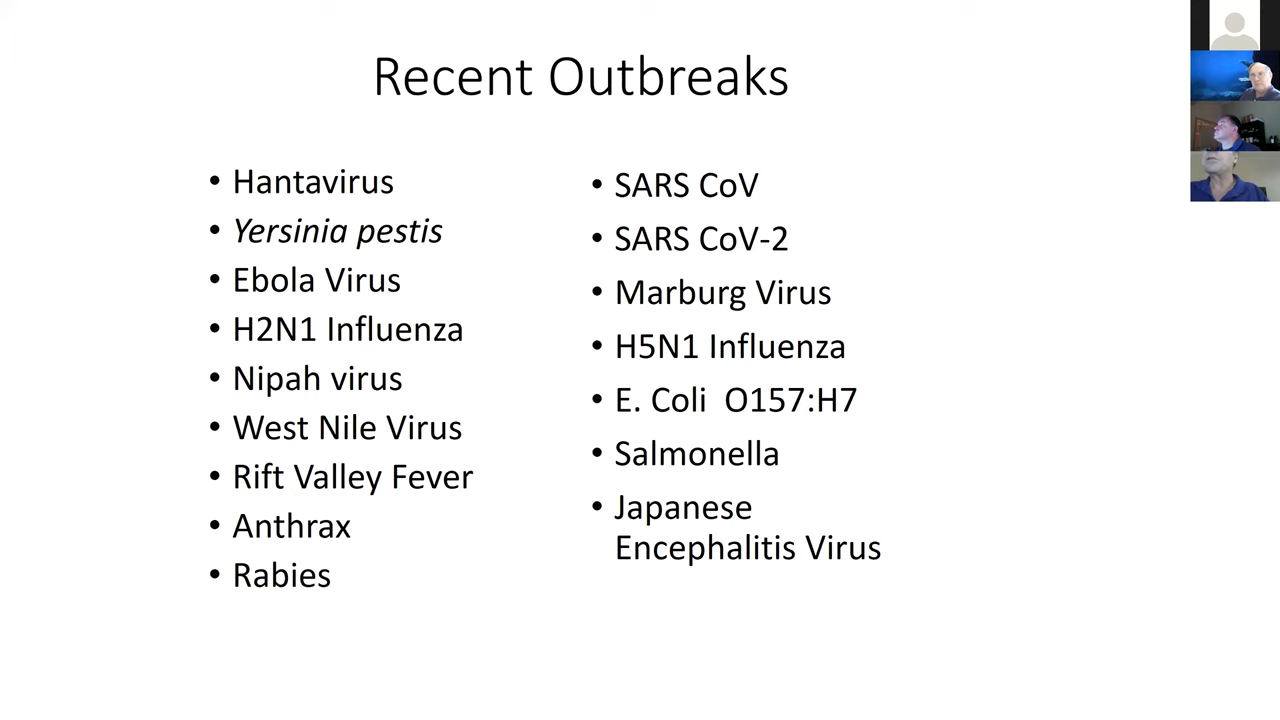 Recent Outbreaks
• Hantavirus
• Yersinia pestis
• Ebola Virus
• H2N1 Influenza
• Nipah virus
• West Nile Virus
• Rift Valley Fever
• Anthrax
• Rabies
• SARS CoV
• SARS CoV-2
• Marburg Virus
• H5N1 Influenza
• E. Coli  O157:H7
• Salmonella
• Japanese
Encephalitis Virus